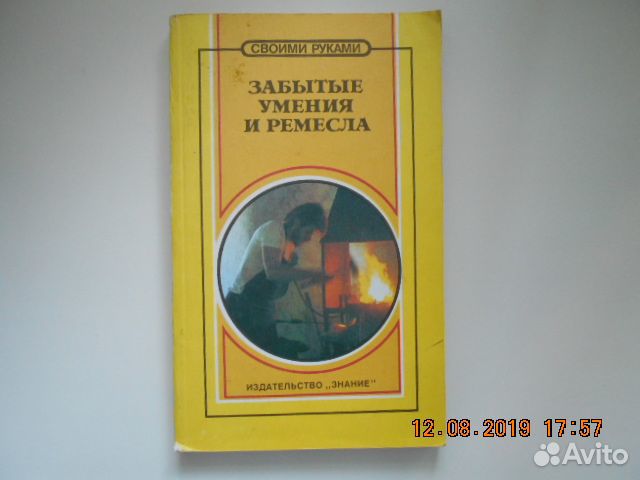 СВОИМИ РУКАМИ
ЗАБЫТЫЕ
УМЕНИЯ
И РЕМЕСЛА
ИЗДАТЕЛЬСТВО „ЗНАНИЕ"
12.08.2019 17:57
Avito